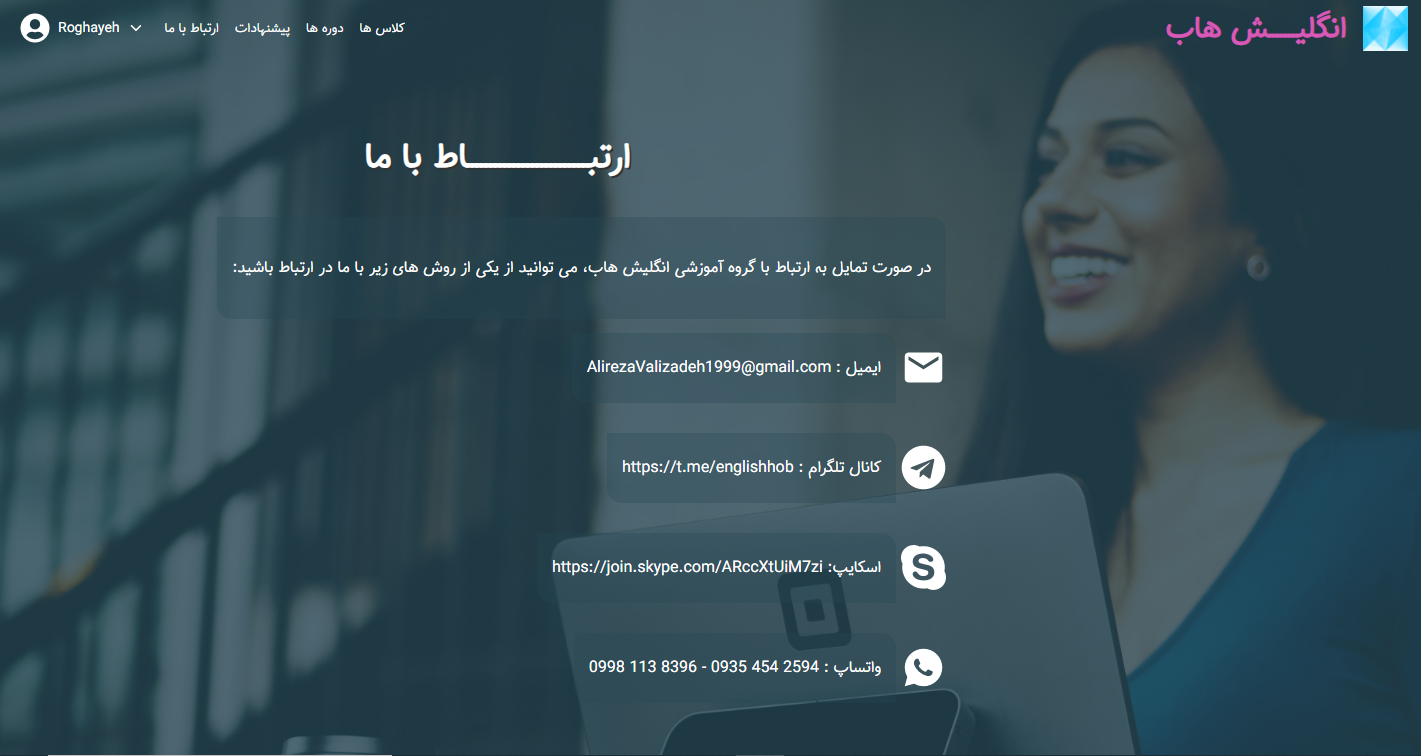 انگلیـــش هاب
کلاس ها
دوره ها
پیشنهادات
ارتباط با ما
Roghayeh
ارتبـــــــــــــاط با ما
در صورت تمایل به ارتباط با گروه آموزشی انگلیش هاب، می توانید از یکی از روش های زیر با ما در ارتباط باشید:
ایمیل : AlirezaValizadeh1999@gmail.com
کانال تلگرام : https://t.me/englishhob
اسکایپ: https://join.skype.com/ARccXtUiM7zi
واتساپ : 2594 454 0935 - 8396 113 0998